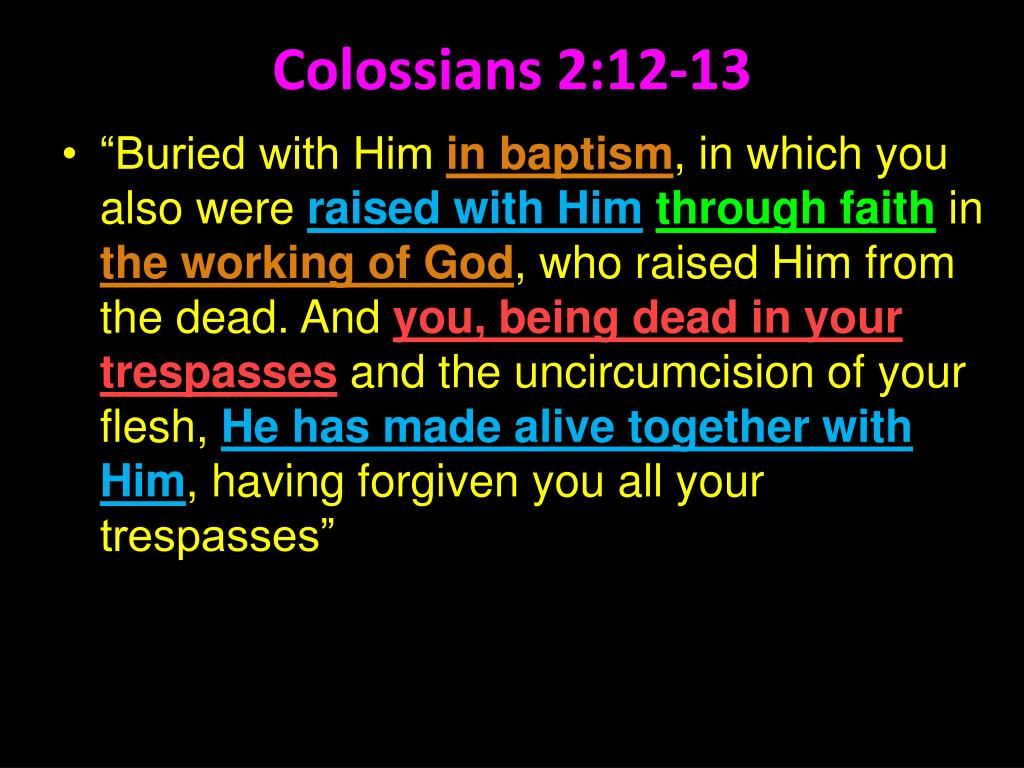 Colossians 2:12-13
• “Buried with Him in baptism, in which you
also were raised with Him through faith in
the working of God, who raised Him from
the dead. And you, being dead in your
trespasses and the uncircumcision of your
flesh, He has made alive together with
Him, having forgiven you all your
trespasses”